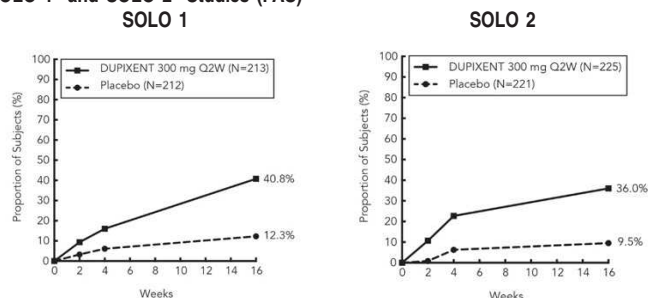 SOLO 1 and SOLO 2 Studies (FAS)
SOLO 1
100
90
80
70
60
50
40
30
20
10
0
Proportion of Subjects (%)
DUPIXENT 300 mg Q2W (N=213)
Placebo (N=212)
40.8%
12.3%
0 2 4 6 8 10 12 14 16
Weeks
SOLO 2
100
90
80
70
60
50
40
30
20
10
0
Proportion of Subjects (%)
DUPIXENT 300 mg Q2W (N=225)
Placebo (N=221)
36.0%
9.5%
0 2 4 6 8 10 12 14 16
Weeks